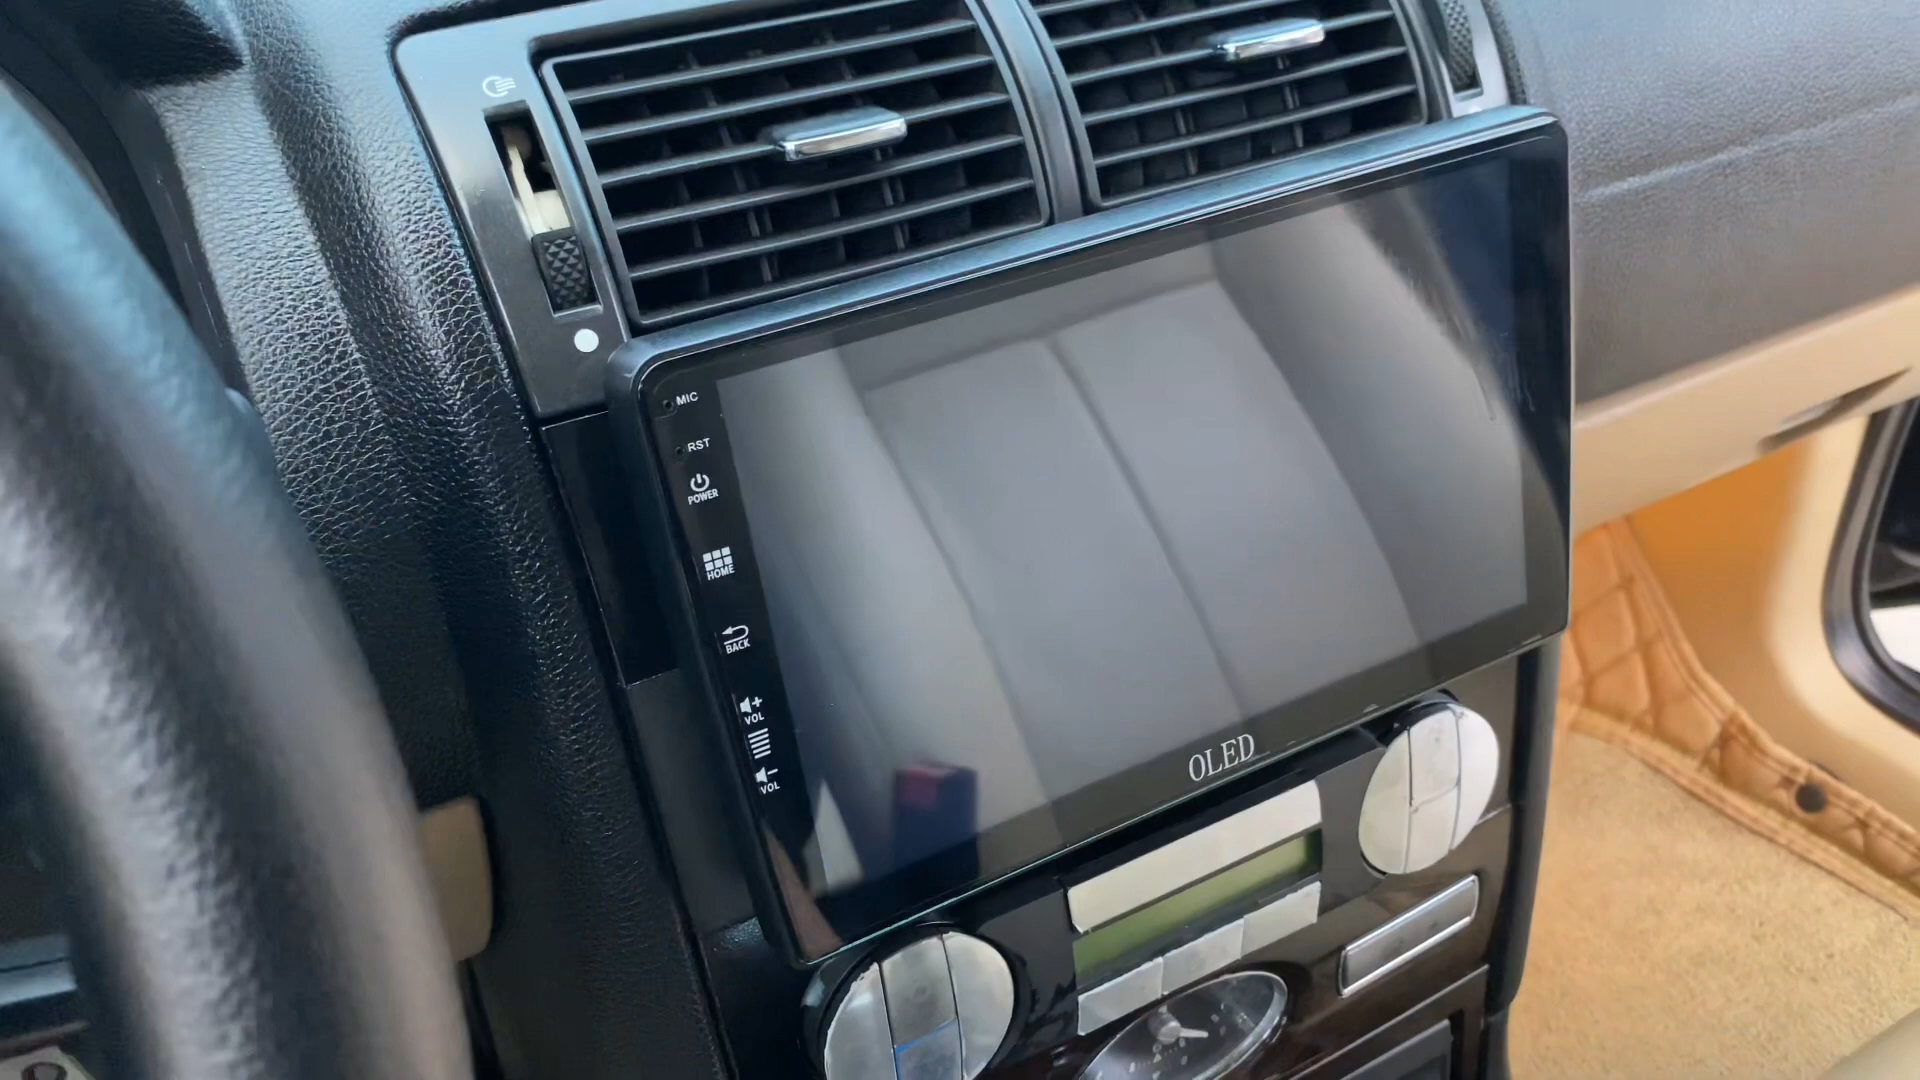 MIC
RST
POWER
HOME
BACK
+
VOL
-
VOL
OLED